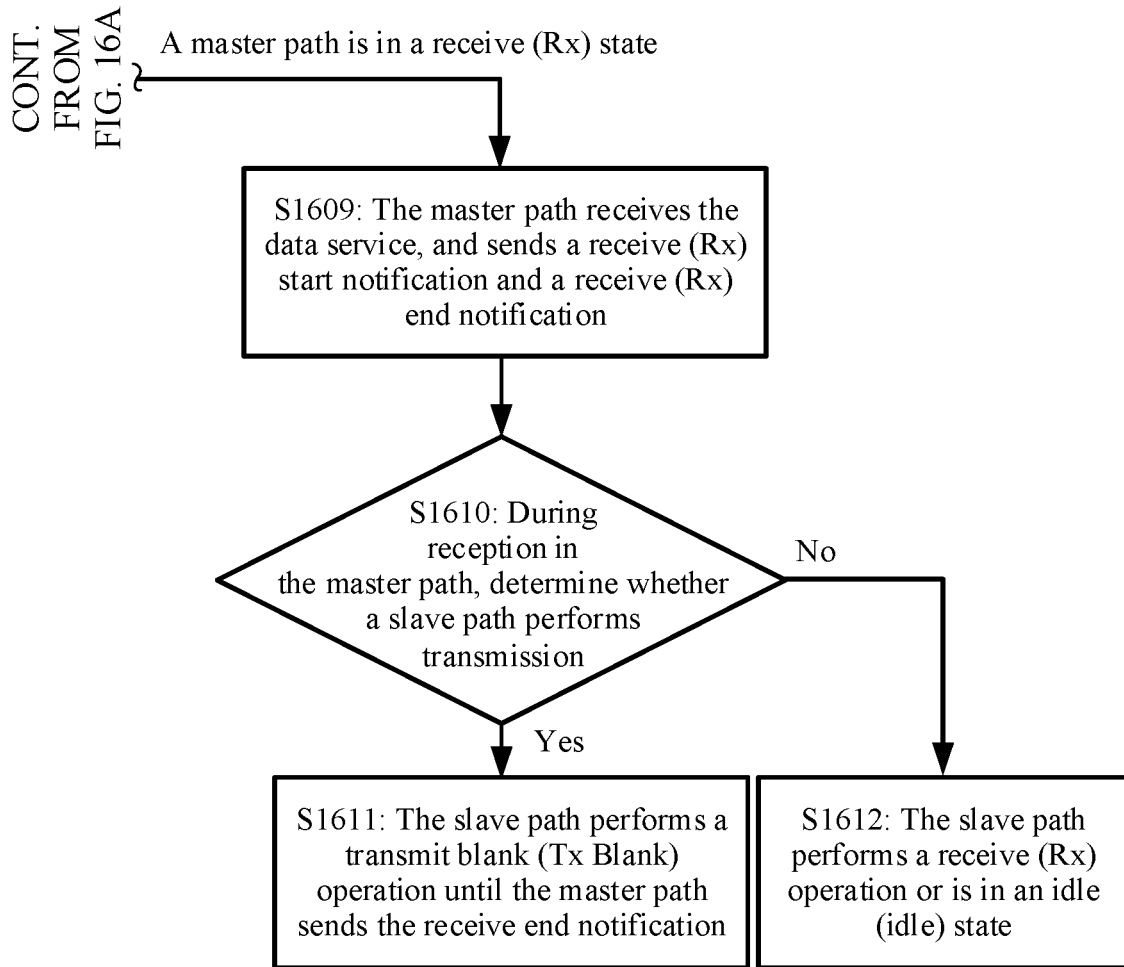 CONT.
FROM
FIG. 16A
A master path is in a receive (Rx) state
S1609: The master path receives the
data service, and sends a receive (Rx)
start notification and a receive (Rx)
end notification
S1610: During
reception in
the master path, determine whether
a slave path performs
transmission
No
Yes
S1611: The slave path performs a
transmit blank (Tx Blank)
operation until the master path
sends the receive end notification
S1612: The slave path
performs a receive (Rx)
operation or is in an idle
(idle) state